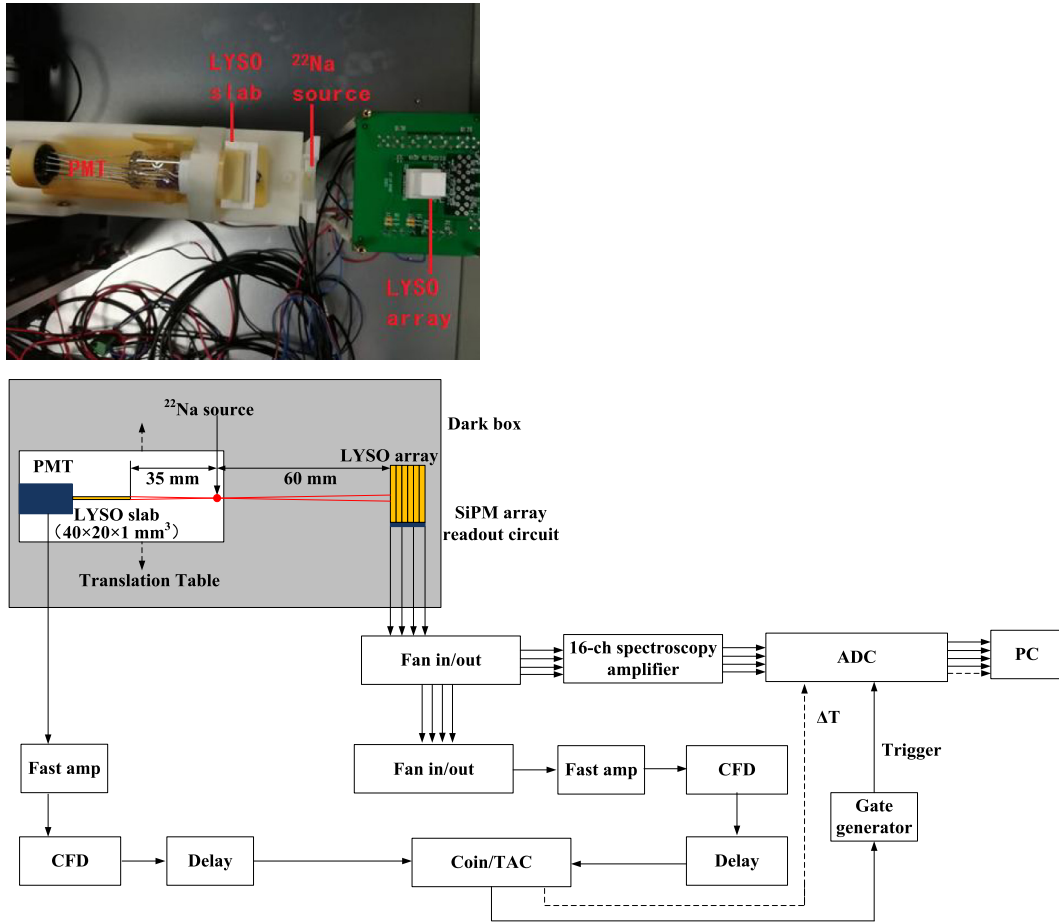 LYSO
slab
²²Na
source
PMT
LYSO
array
²²Na source
Dark box
PMT
35 mm
60 mm
LYSO array
LYSO slab
（40×20×1 mm³）
SiPM array
readout circuit
Translation Table
Fan in/out
16-ch spectroscopy
amplifier
ADC
PC
ΔT
Trigger
Fast amp
Fan in/out
Fast amp
CFD
Gate
generator
CFD
Delay
Coin/TAC
Delay